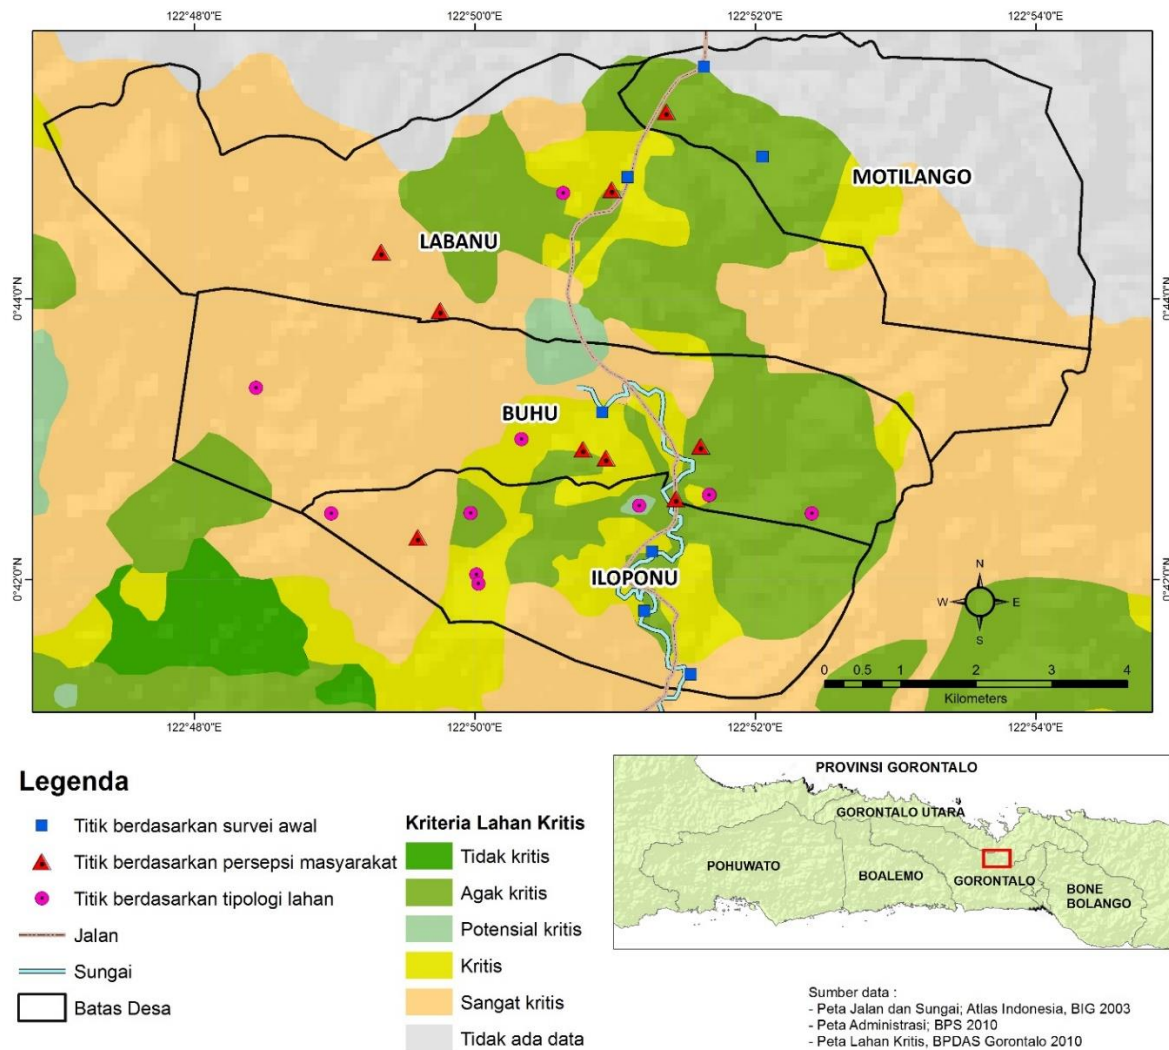 122°48'0"E
122°50'0"E
122°52'0"E
122°54'0"E
MOTILANGO
LABANU
0°44'0"N
0°44'0"N
BUHU
0°42'0"N
ILOPONU
0°42'0"N
N
W
E
S
0 0.5 1 2 3 4
Kilometers
122°48'0"E
122°50'0"E
122°52'0"E
122°54'0"E
Legenda
Titik berdasarkan survei awal
Titik berdasarkan persepsi masyarakat
Titik berdasarkan tipologi lahan
Jalan
Sungai
Batas Desa
Kriteria Lahan Kritis
Tidak kritis
Agak kritis
Potensial kritis
Kritis
Sangat kritis
Tidak ada data
PROVINSI GORONTALO
GORONTALO UTARA
POHUWATO
BOALEMO
GORONTALO
BONE
BOLANGO
Sumber data :
- Peta Jalan dan Sungai; Atlas Indonesia, BIG 2003
- Peta Administrasi; BPS 2010
- Peta Lahan Kritis, BPDAS Gorontalo 2010